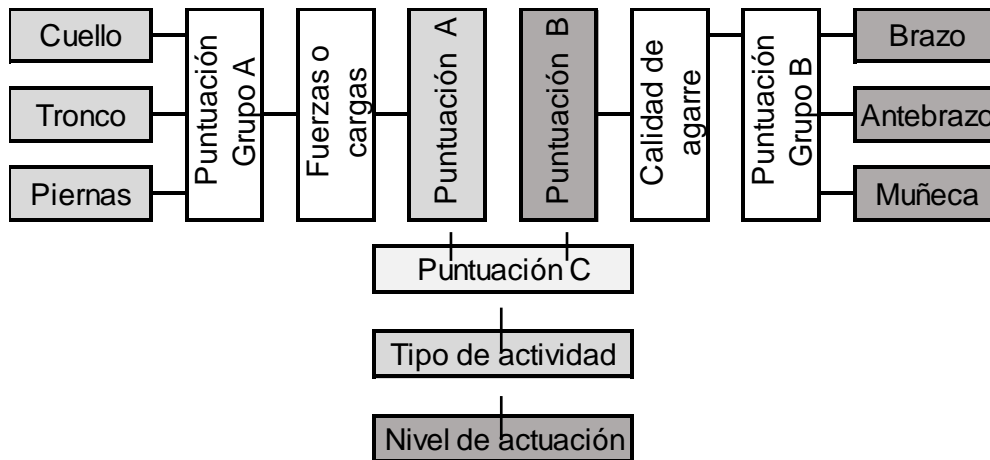 Cuello
Tronco
Piernas
Puntuación
Grupo A
Fuerzas o
cargas
Puntuación A
Puntuación B
Calidad de
agarre
Puntuación
Grupo B
Brazo
Antebrazo
Muñeca
Puntuación C
Tipo de actividad
Nivel de actuación